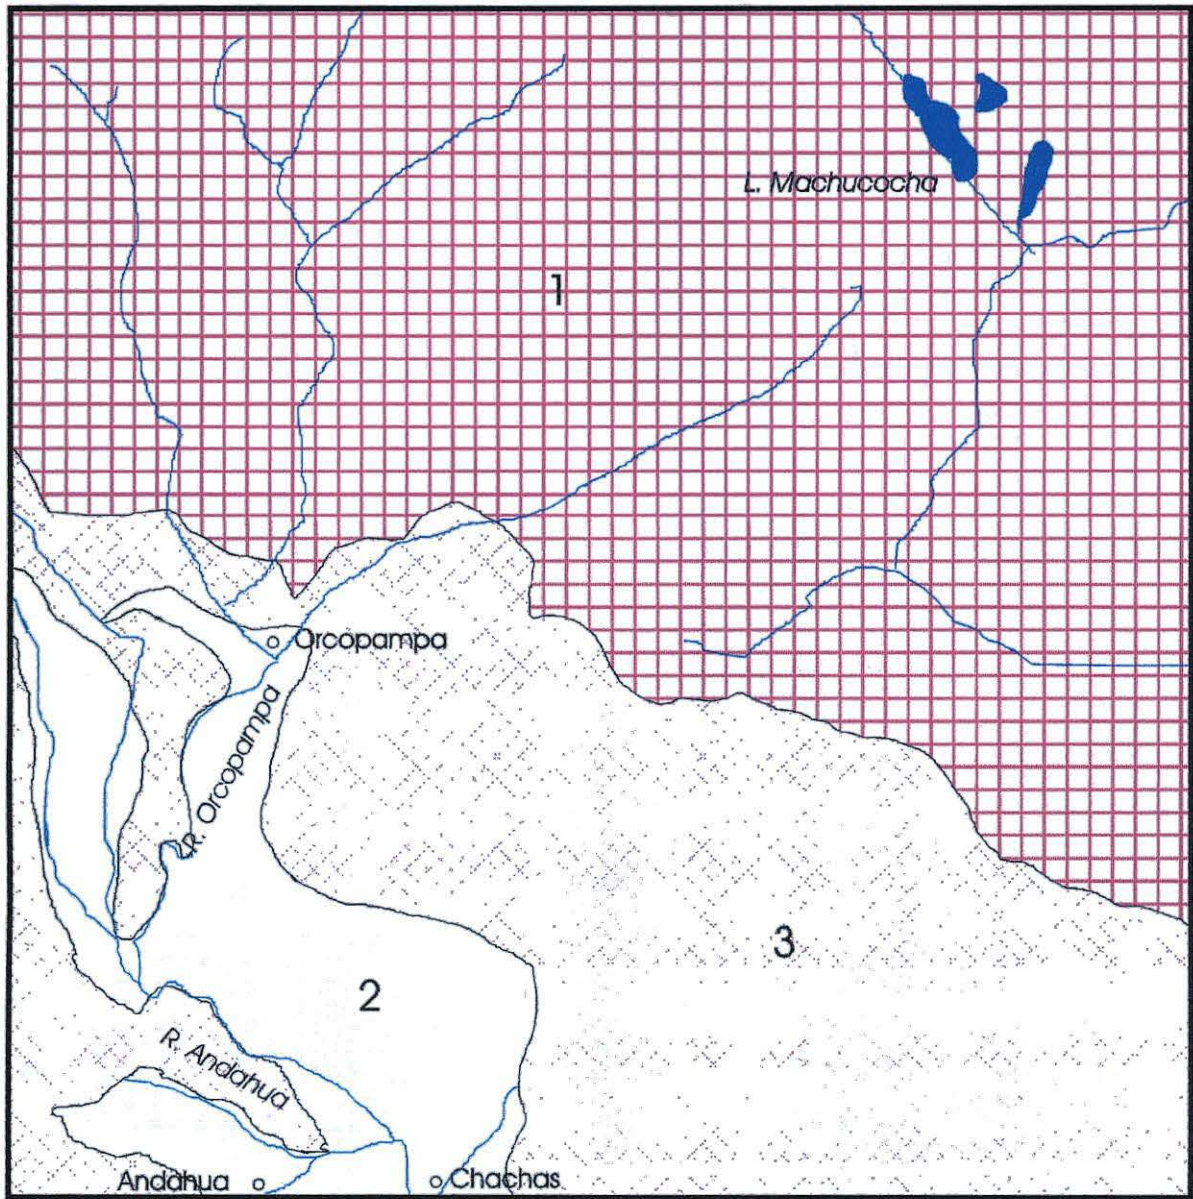 L. Machucocha
1
Orcopampa
R. Orcopampa
3
2
R. Andahua
Andahua
Chachas